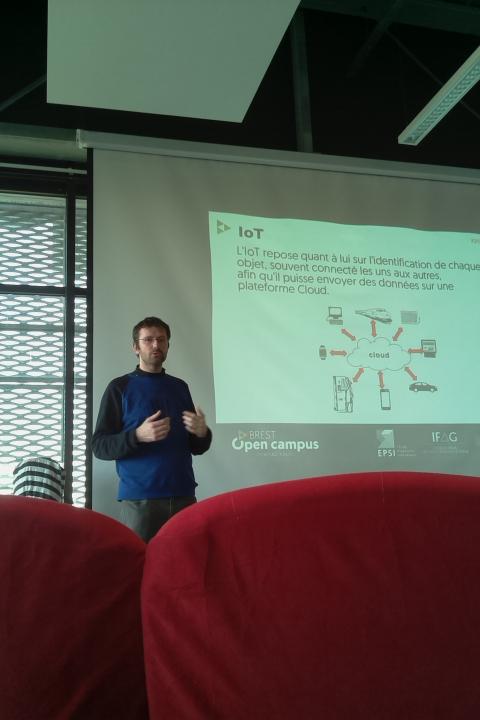 IoT
L'IoT repose quant à lui sur l'identification de chaque
objet, souvent connecté les uns aux autres,
afin qu'il puisse envoyer des données sur une
plateforme Cloud.
cloud
BREST
Open campus
EPSI
IFAG